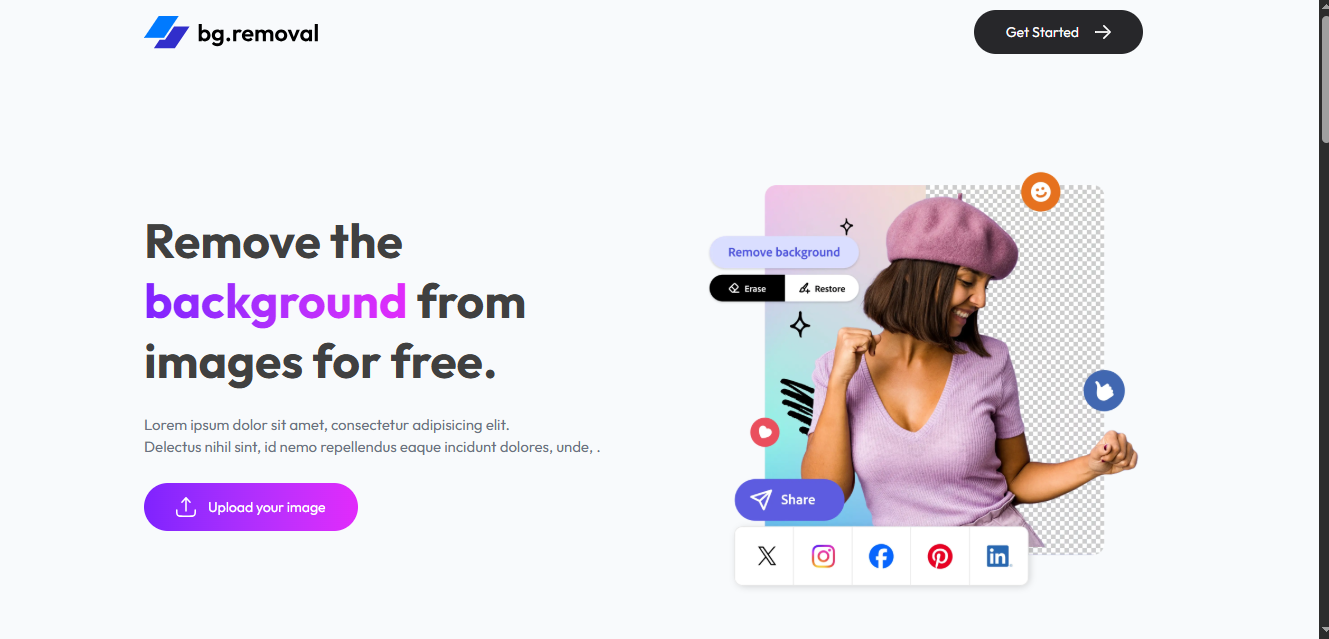 bg.removal
Get Started
Remove the
background from
images for free.
Lorem ipsum dolor sit amet, consectetur adipisicing elit.
Delectus nihil sint, id nemo repellendus eaque incidunt dolores, unde, .
Upload your image
Remove background
Erase
Restore
Share